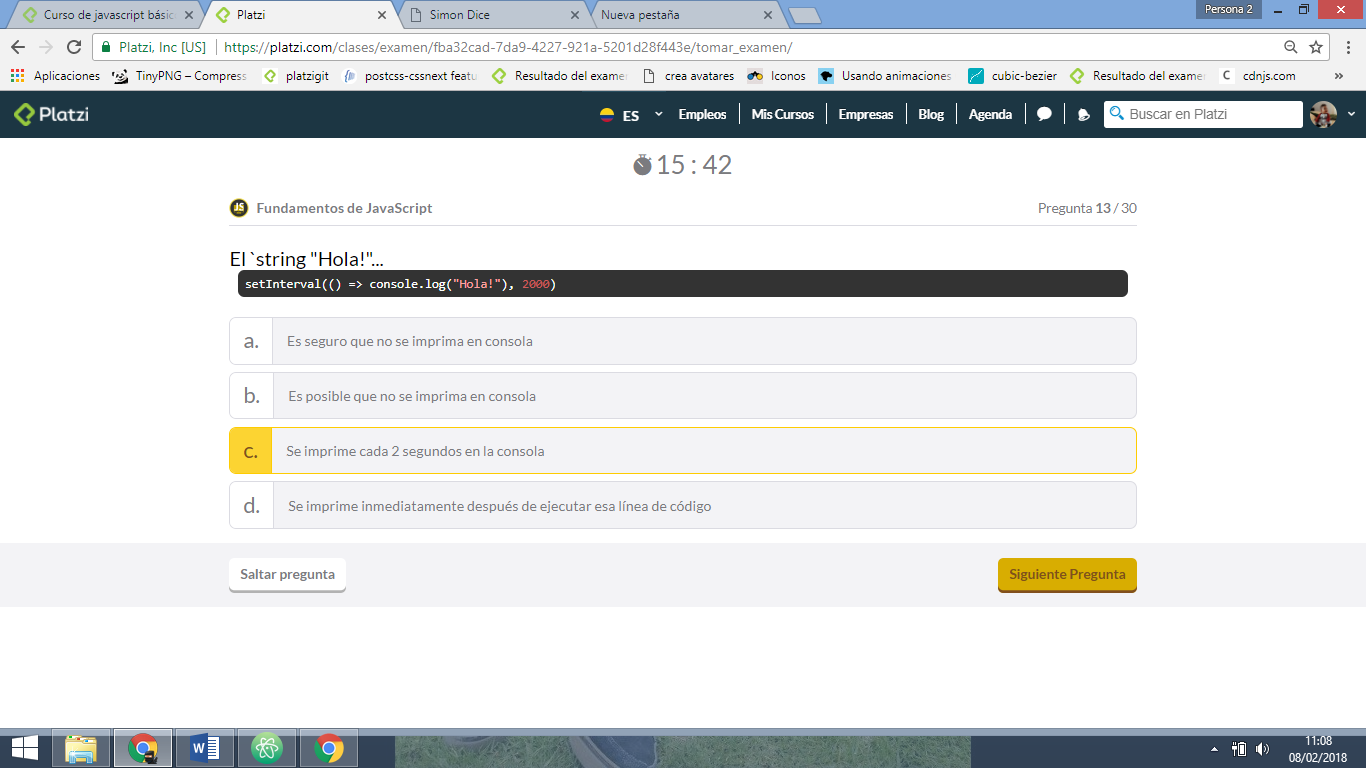 Curso de javascript básic
Platzi
Simon Dice
Nueva pestaña
Persona 2
Platzi, Inc [US]
https://platzi.com/clases/examen/fba32cad-7da9-4227-921a-5201d28f443e/tomar_examen/
Aplicaciones
TinyPNG – Compress
platzigit
postcss-cssnext featu
Resultado del examen
crea avatares
Iconos
Usando animaciones
cubic-bezier
Resultado del examen
C
cdnjs.com
»
Platzi
ES
Empleos
Mis Cursos
Empresas
Blog
Agenda
Buscar en Platzi
15 : 42
JS
Fundamentos de JavaScript
Pregunta 13 / 30
El `string "Hola!"...
setInterval(() => console.log("Hola!"), 2000)
a.
Es seguro que no se imprima en consola
b.
Es posible que no se imprima en consola
c.
Se imprime cada 2 segundos en la consola
d.
Se imprime inmediatamente después de ejecutar esa línea de código
Saltar pregunta
Siguiente Pregunta
11:08
08/02/2018